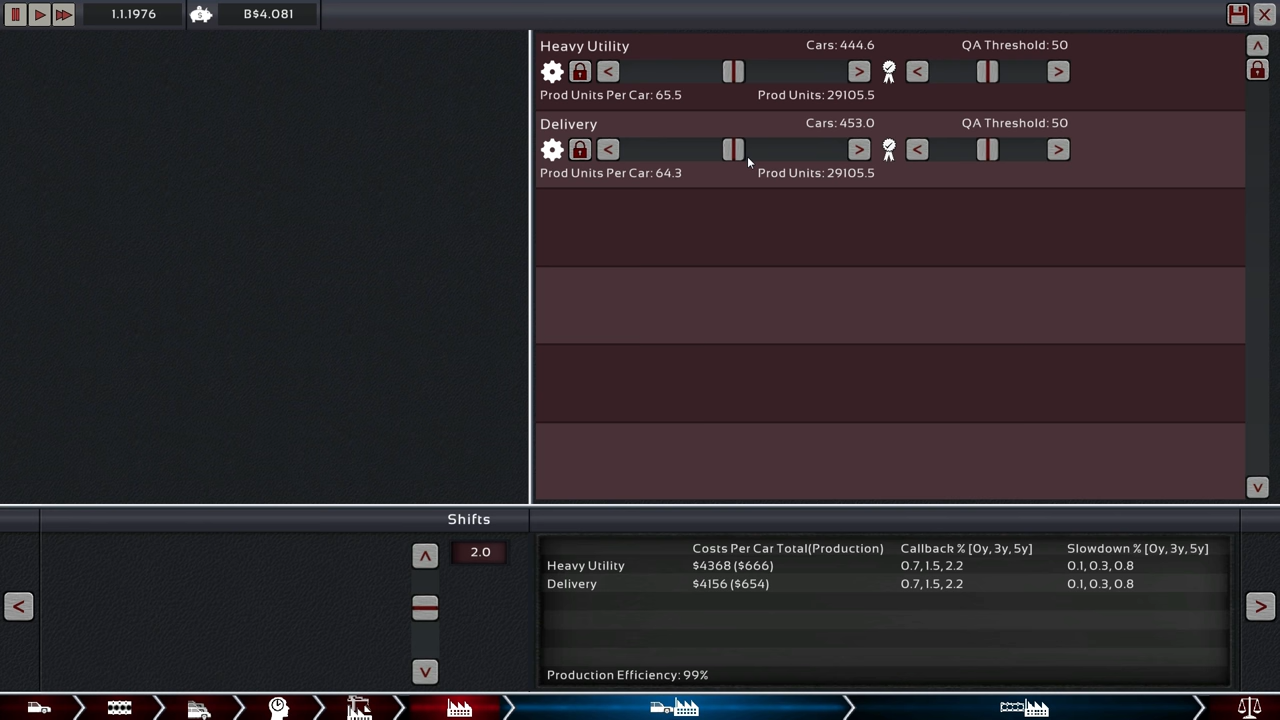 1.1.1976
B$4.081
Heavy Utility Cars: 444.6 QA Threshold: 50
Prod Units Per Car: 65.5 Prod Units: 29105.5
Delivery Cars: 453.0 QA Threshold: 50
Prod Units Per Car: 64.3 Prod Units: 29105.5
Shifts
2.0
Costs Per Car Total(Production) Callback % [0y, 3y, 5y] Slowdown % [0y, 3y, 5y]
Heavy Utility $4368 ($666) 0.7, 1.5, 2.2 0.1, 0.3, 0.8
Delivery $4156 ($654) 0.7, 1.5, 2.2 0.1, 0.3, 0.8
Production Efficiency: 99%